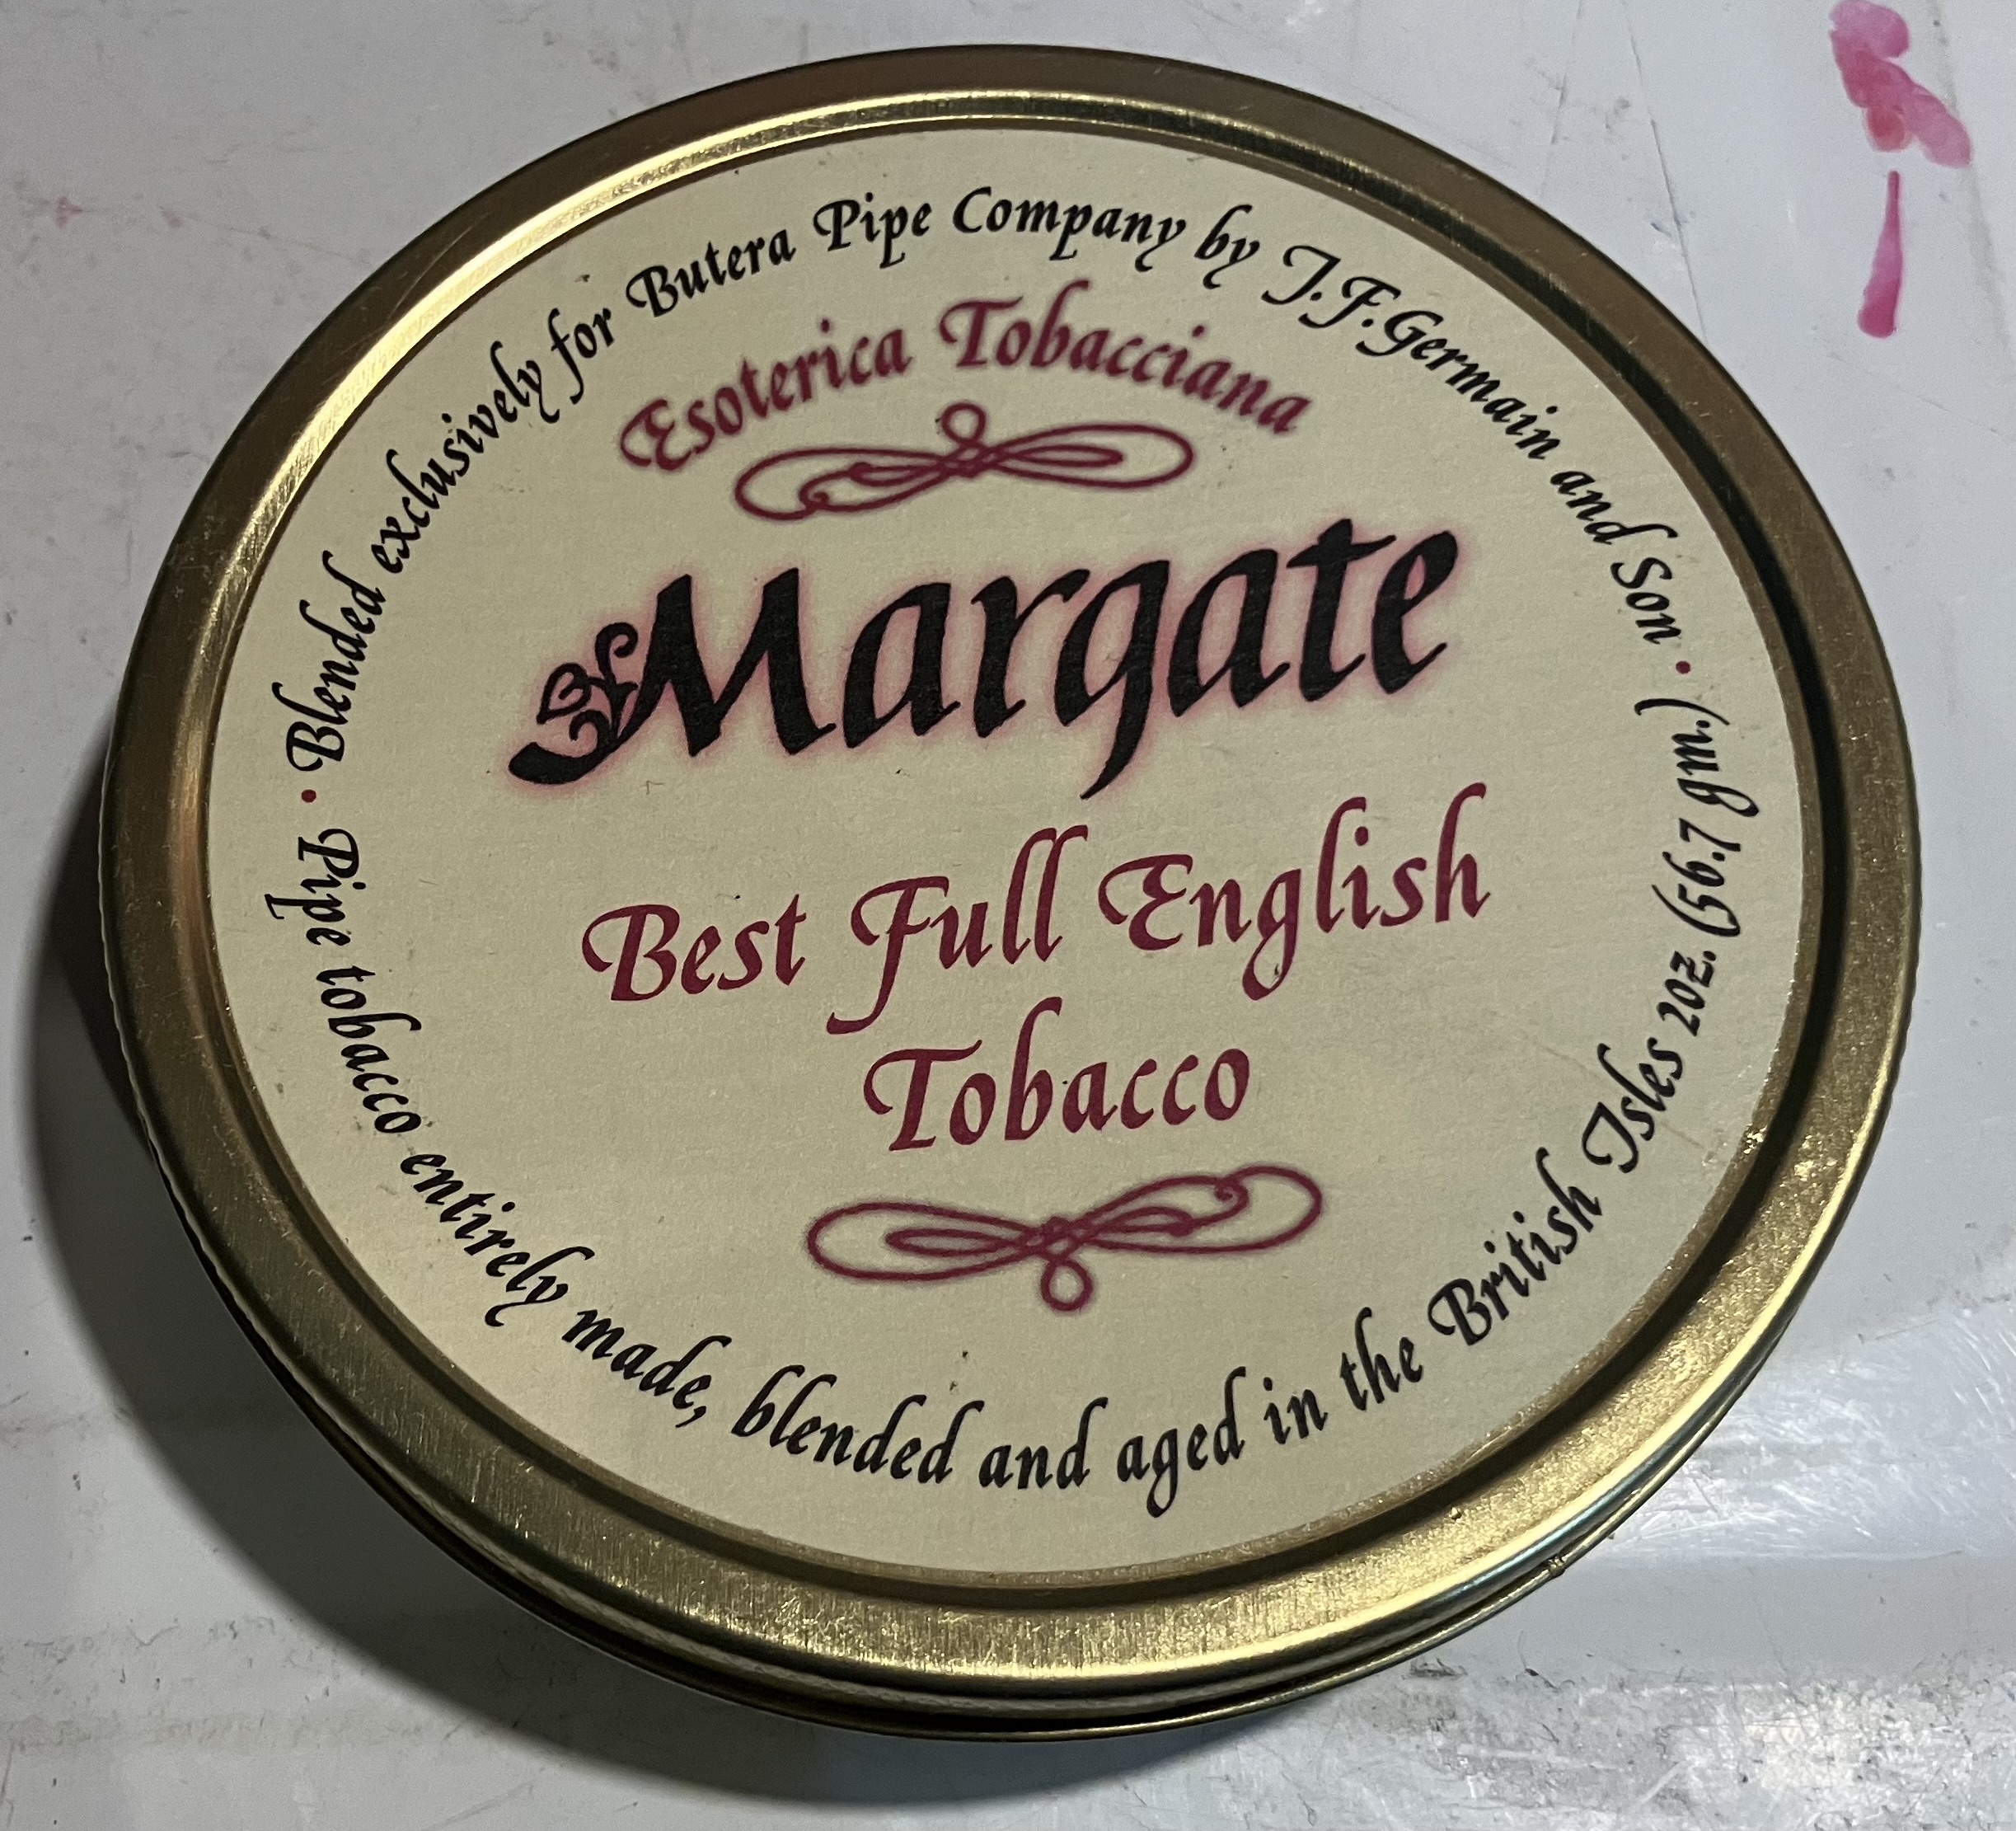 • Blended exclusively for Butera Pipe Company by J.F.Germain and Son •
Esoterica Tobacciana
Margate
Best Full English
Tobacco
Pipe tobacco entirely made, blended and aged in the British Isles 2oz. (56.7 gm.)